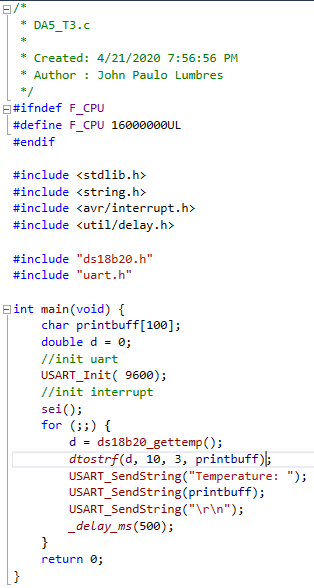 /*
 * DA5_T3.c
 *
 * Created: 4/21/2020 7:56:56 PM
 * Author : John Paulo Lumbres
 */
#ifndef F_CPU
#define F_CPU 16000000UL
#endif

#include <stdlib.h>
#include <string.h>
#include <avr/interrupt.h>
#include <util/delay.h>

#include "ds18b20.h"
#include "uart.h"

int main(void) {
    char printbuff[100];
    double d = 0;
    //init uart
    USART_Init( 9600);
    //init interrupt
    sei();
    for (;;) {
        d = ds18b20_gettemp();
        dtostrf(d, 10, 3, printbuff);
        USART_SendString("Temperature: ");
        USART_SendString(printbuff);
        USART_SendString("\r\n");
        _delay_ms(500);
    }
    return 0;
}